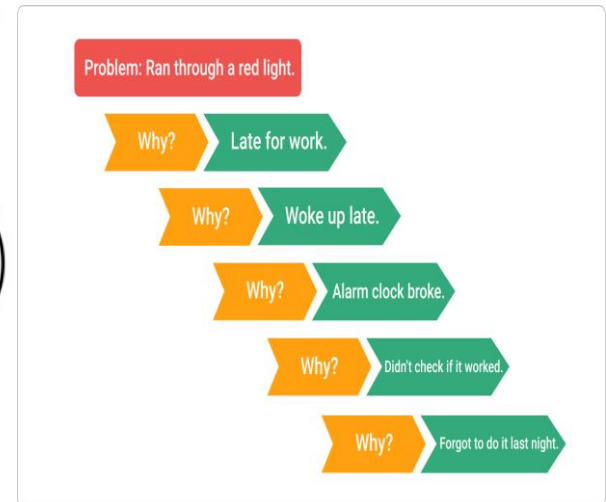 Problem: Ran through a red light.
Why? Late for work.
Why? Woke up late.
Why? Alarm clock broke.
Why? Didn't check if it worked.
Why? Forgot to do it last night.